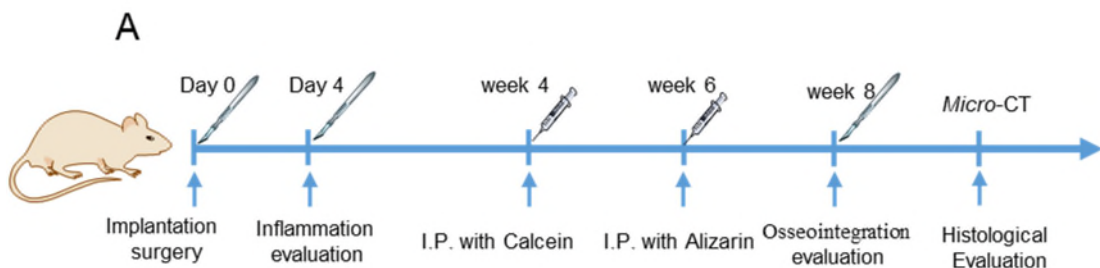 A
Day 0
Day 4
week 4
week 6
week 8
Micro-CT
Implantation
surgery
Inflammation
evaluation
I.P. with Calcein
I.P. with Alizarin
Osseointegration
evaluation
Histological
Evaluation